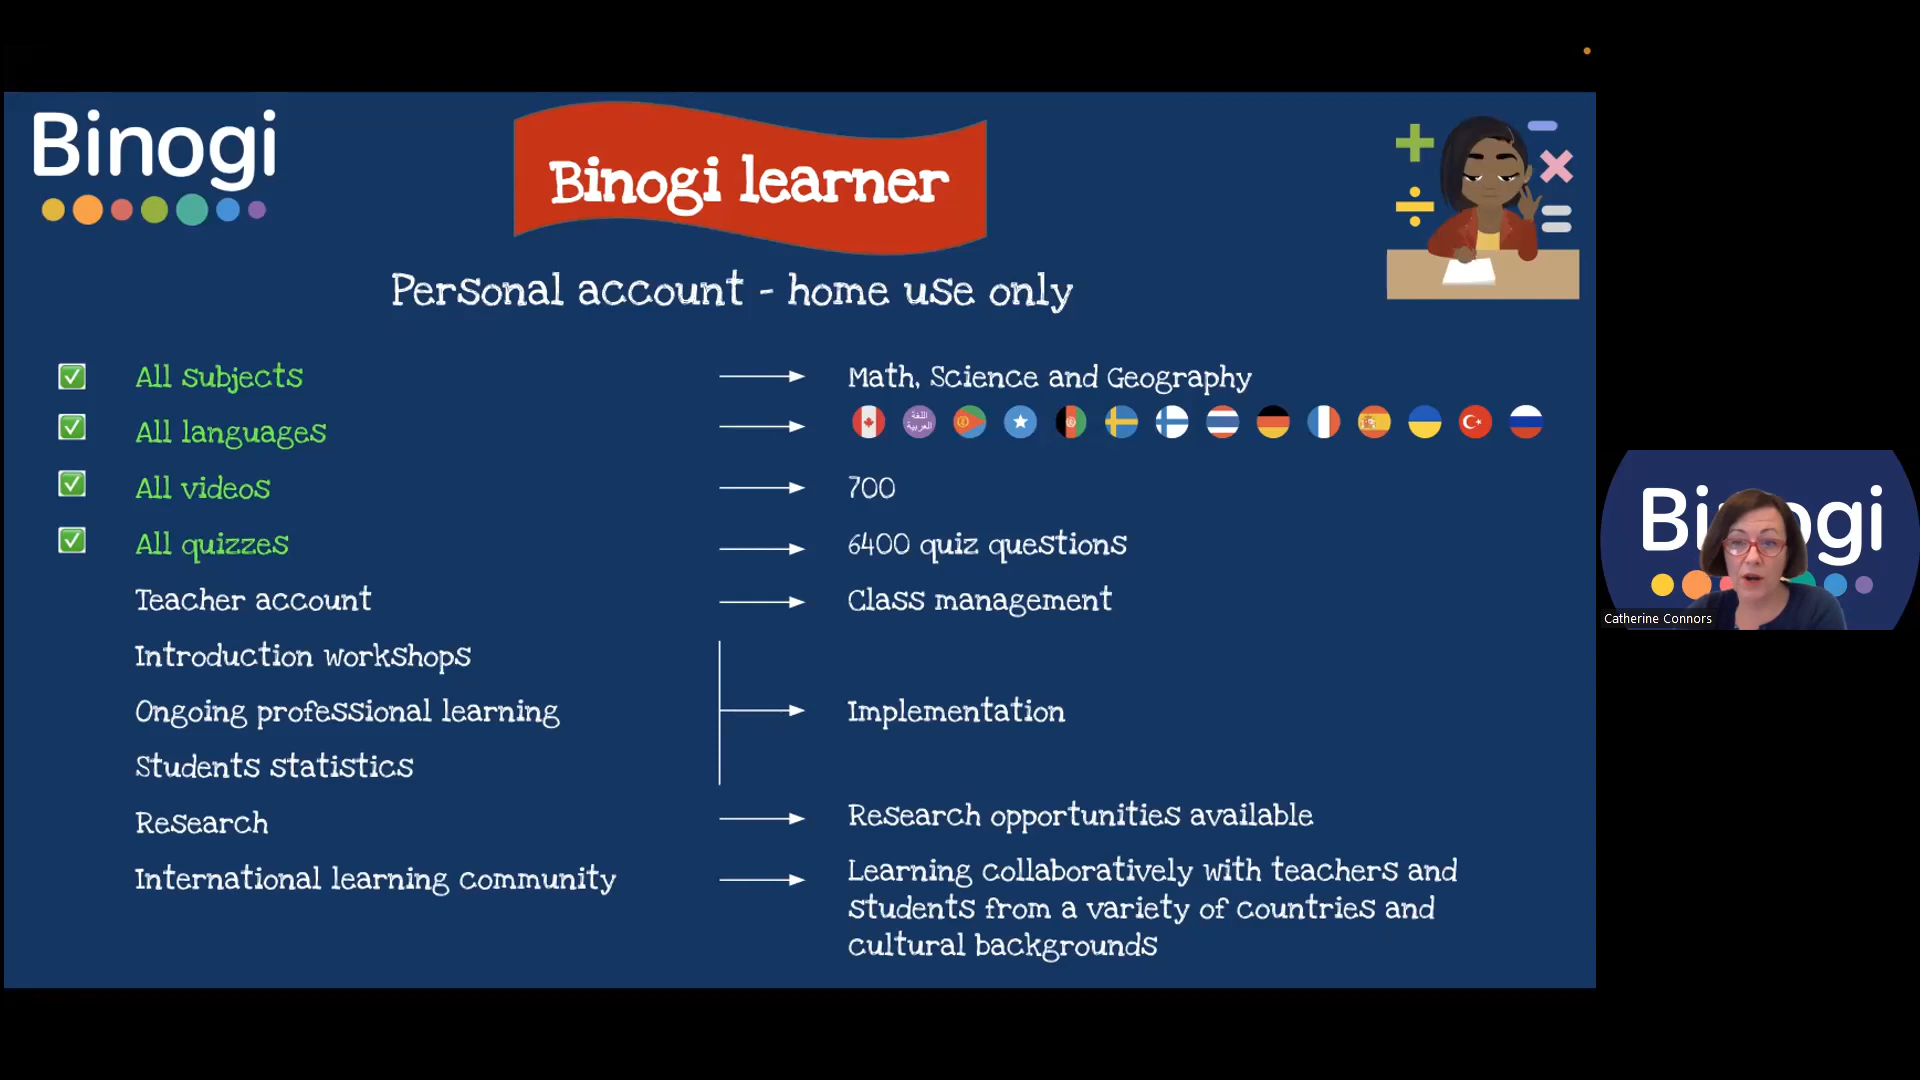 Binogi
Binogi learner
Personal account - home use only
All subjects
Math, Science and Geography
All languages
اللغة
العربية
All videos
700
All quizzes
6400 quiz questions
Teacher account
Class management
Introduction workshops
Ongoing professional learning
Implementation
Students statistics
Research
Research opportunities available
International learning community
Learning collaboratively with teachers and
students from a variety of countries and
cultural backgrounds
Catherine Connors